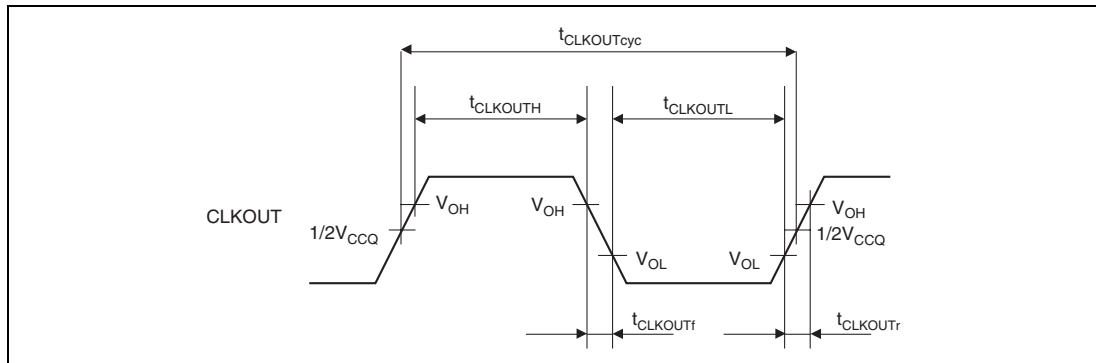 tCLKOUTcyc
tCLKOUTH
tCLKOUTL
CLKOUT
VOH
VOH
VOH
1/2VCCQ
1/2VCCQ
VOL
VOL
tCLKOUTf
tCLKOUTr